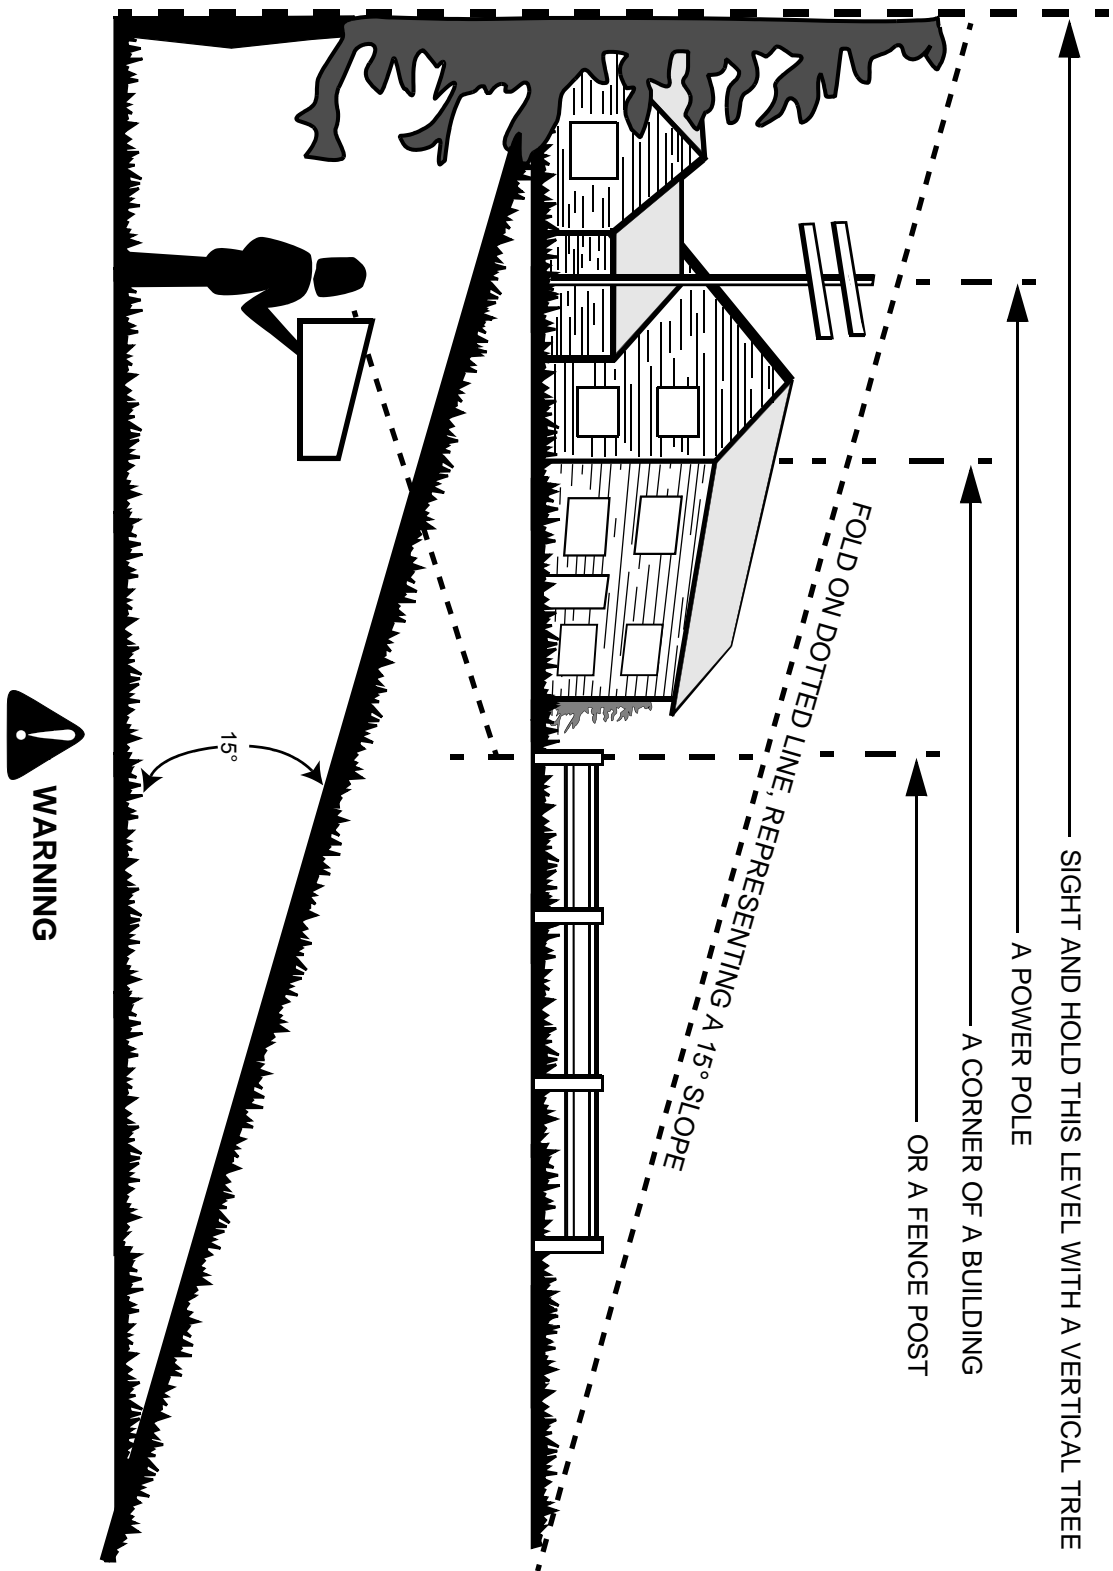 SIGHT AND HOLD THIS LEVEL WITH A VERTICAL TREE
A POWER POLE
A CORNER OF A BUILDING
OR A FENCE POST
FOLD ON DOTTED LINE, REPRESENTING A 15° SLOPE
15°
WARNING